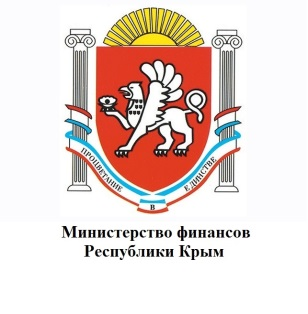 ПРОЦВЕТАНИЕ В ЕДИНСТВЕ
Министерство финансов
Республики Крым